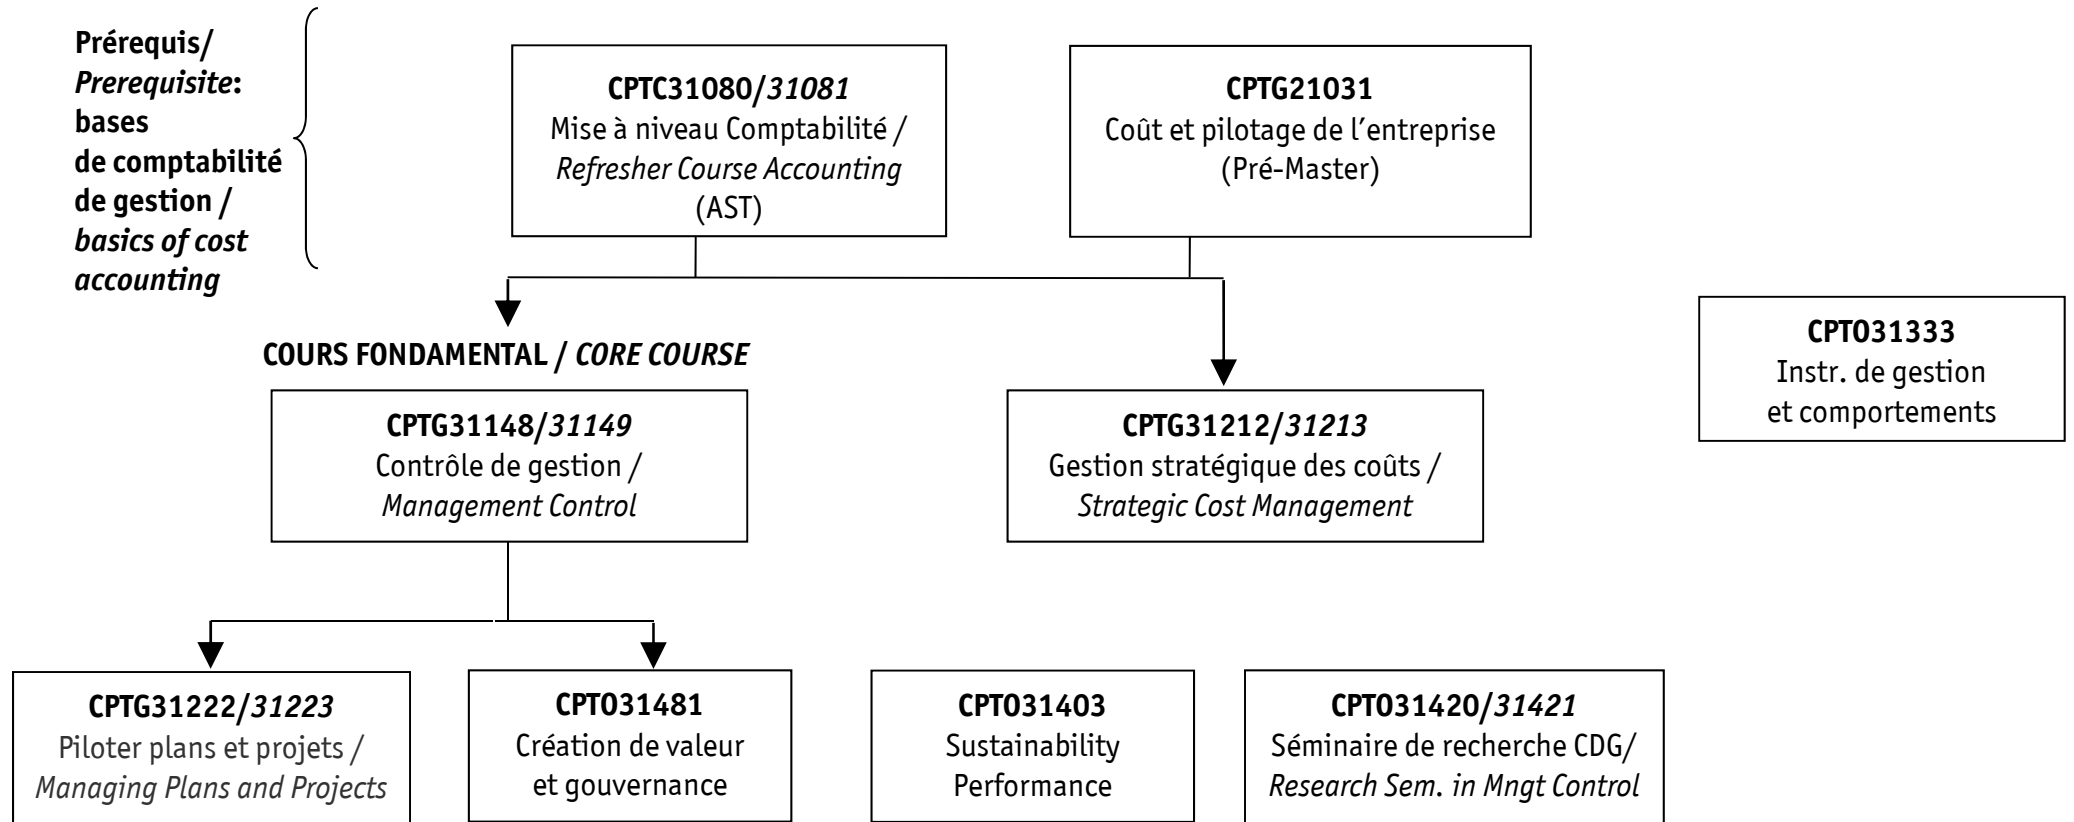 Prérequis/
Prerequisite:
bases
de comptabilité
de gestion /
basics of cost
accounting
CPTC31080/31081
Mise à niveau Comptabilité /
Refresher Course Accounting
(AST)
CPTG21031
Coût et pilotage de l’entreprise
(Pré-Master)
CPTO31333
Instr. de gestion
et comportements
COURS FONDAMENTAL / CORE COURSE
CPTG31148/31149
Contrôle de gestion /
Management Control
CPTG31212/31213
Gestion stratégique des coûts /
Strategic Cost Management
CPTG31222/31223
Piloter plans et projets /
Managing Plans and Projects
CPTO31481
Création de valeur
et gouvernance
CPTO31403
Sustainability
Performance
CPTO31420/31421
Séminaire de recherche CDG/
Research Sem. in Mngt Control